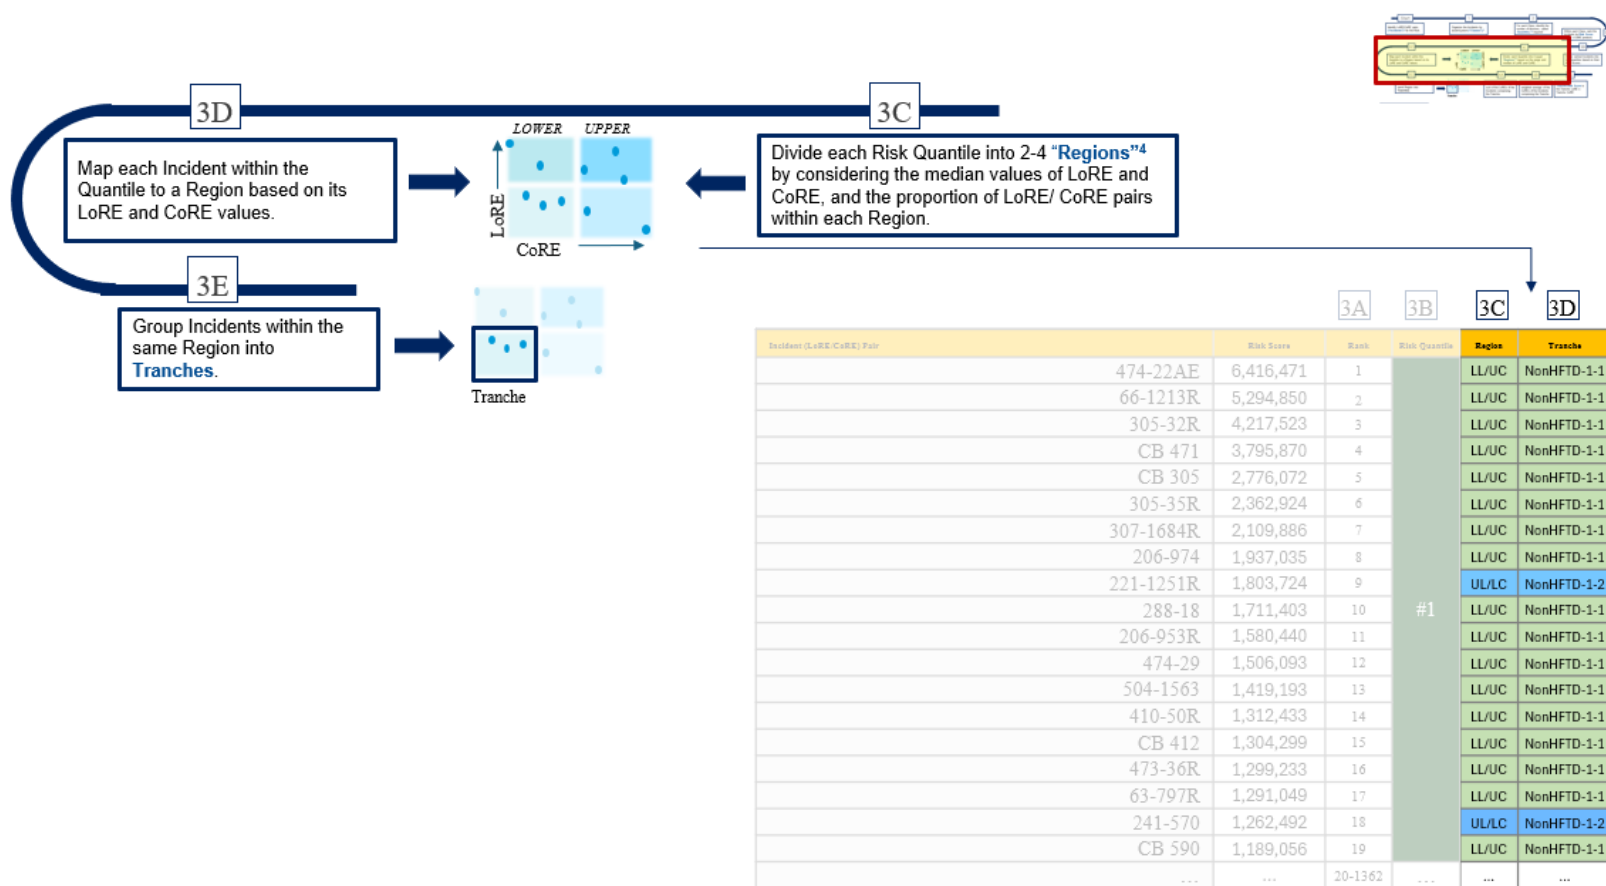 3D
3C
Map each Incident within the
Quantile to a Region based on its
LoRE and CoRE values.
LOWER UPPER
LoRE
CoRE
Divide each Risk Quantile into 2-4 “Regions”4
by considering the median values of LoRE and
CoRE, and the proportion of LoRE/ CoRE pairs
within each Region.
3E
Group Incidents within the
same Region into
Tranches.
Tranche
3A 3B 3C 3D
Incident (LoRE/CoRE) Pair Risk Score Rank Risk Quantile Region Tranche
474-22AE 6,416,471 1 LL/UC NonHFTD-1-1
66-1213R 5,294,850 2 LL/UC NonHFTD-1-1
305-32R 4,217,523 3 LL/UC NonHFTD-1-1
CB 471 3,795,870 4 LL/UC NonHFTD-1-1
CB 305 2,776,072 5 LL/UC NonHFTD-1-1
305-35R 2,362,924 6 LL/UC NonHFTD-1-1
307-1684R 2,109,886 7 LL/UC NonHFTD-1-1
206-974 1,937,035 8 LL/UC NonHFTD-1-1
221-1251R 1,803,724 9 UL/LC NonHFTD-1-2
288-18 1,711,403 10 #1 LL/UC NonHFTD-1-1
206-953R 1,580,440 11 LL/UC NonHFTD-1-1
474-29 1,506,093 12 LL/UC NonHFTD-1-1
504-1563 1,419,193 13 LL/UC NonHFTD-1-1
410-50R 1,312,433 14 LL/UC NonHFTD-1-1
CB 412 1,304,299 15 LL/UC NonHFTD-1-1
473-36R 1,299,233 16 LL/UC NonHFTD-1-1
63-797R 1,291,049 17 LL/UC NonHFTD-1-1
241-570 1,262,492 18 UL/LC NonHFTD-1-2
CB 590 1,189,056 19 LL/UC NonHFTD-1-1
... ... 20-1362 ... ... ...